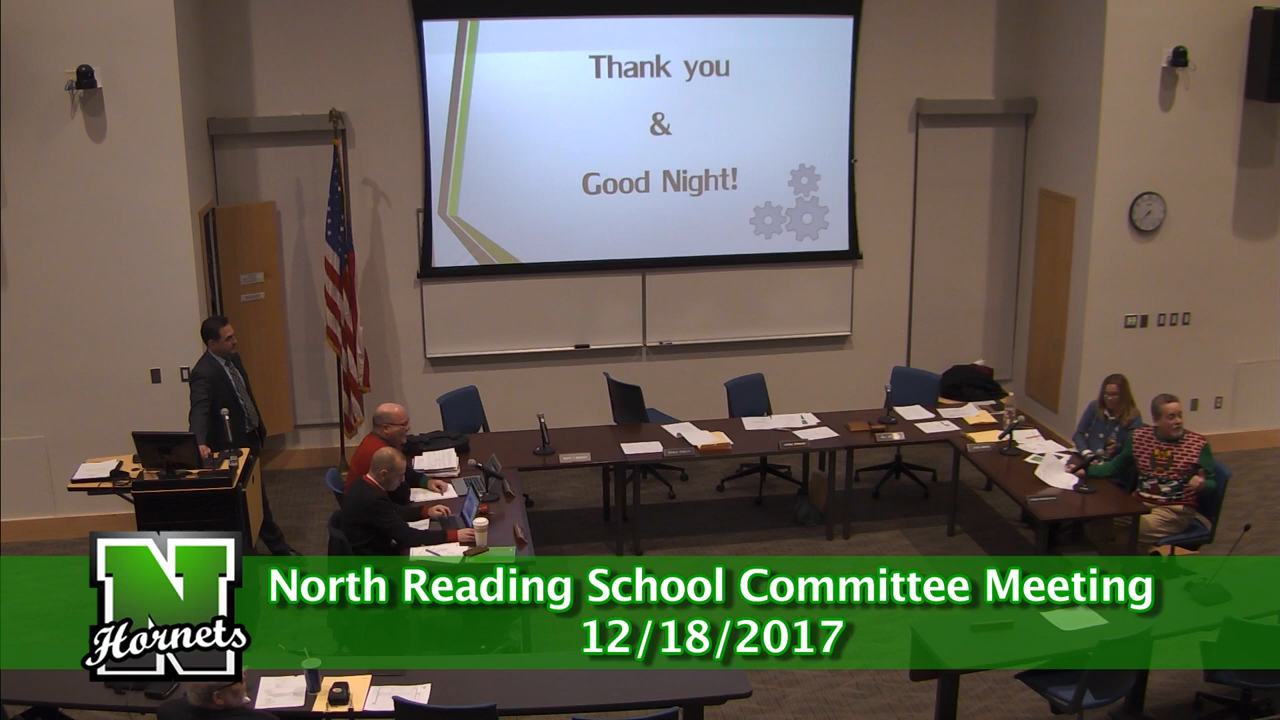 Thank you
&
Good Night!
North Reading School Committee Meeting
12/18/2017
N
Hornets